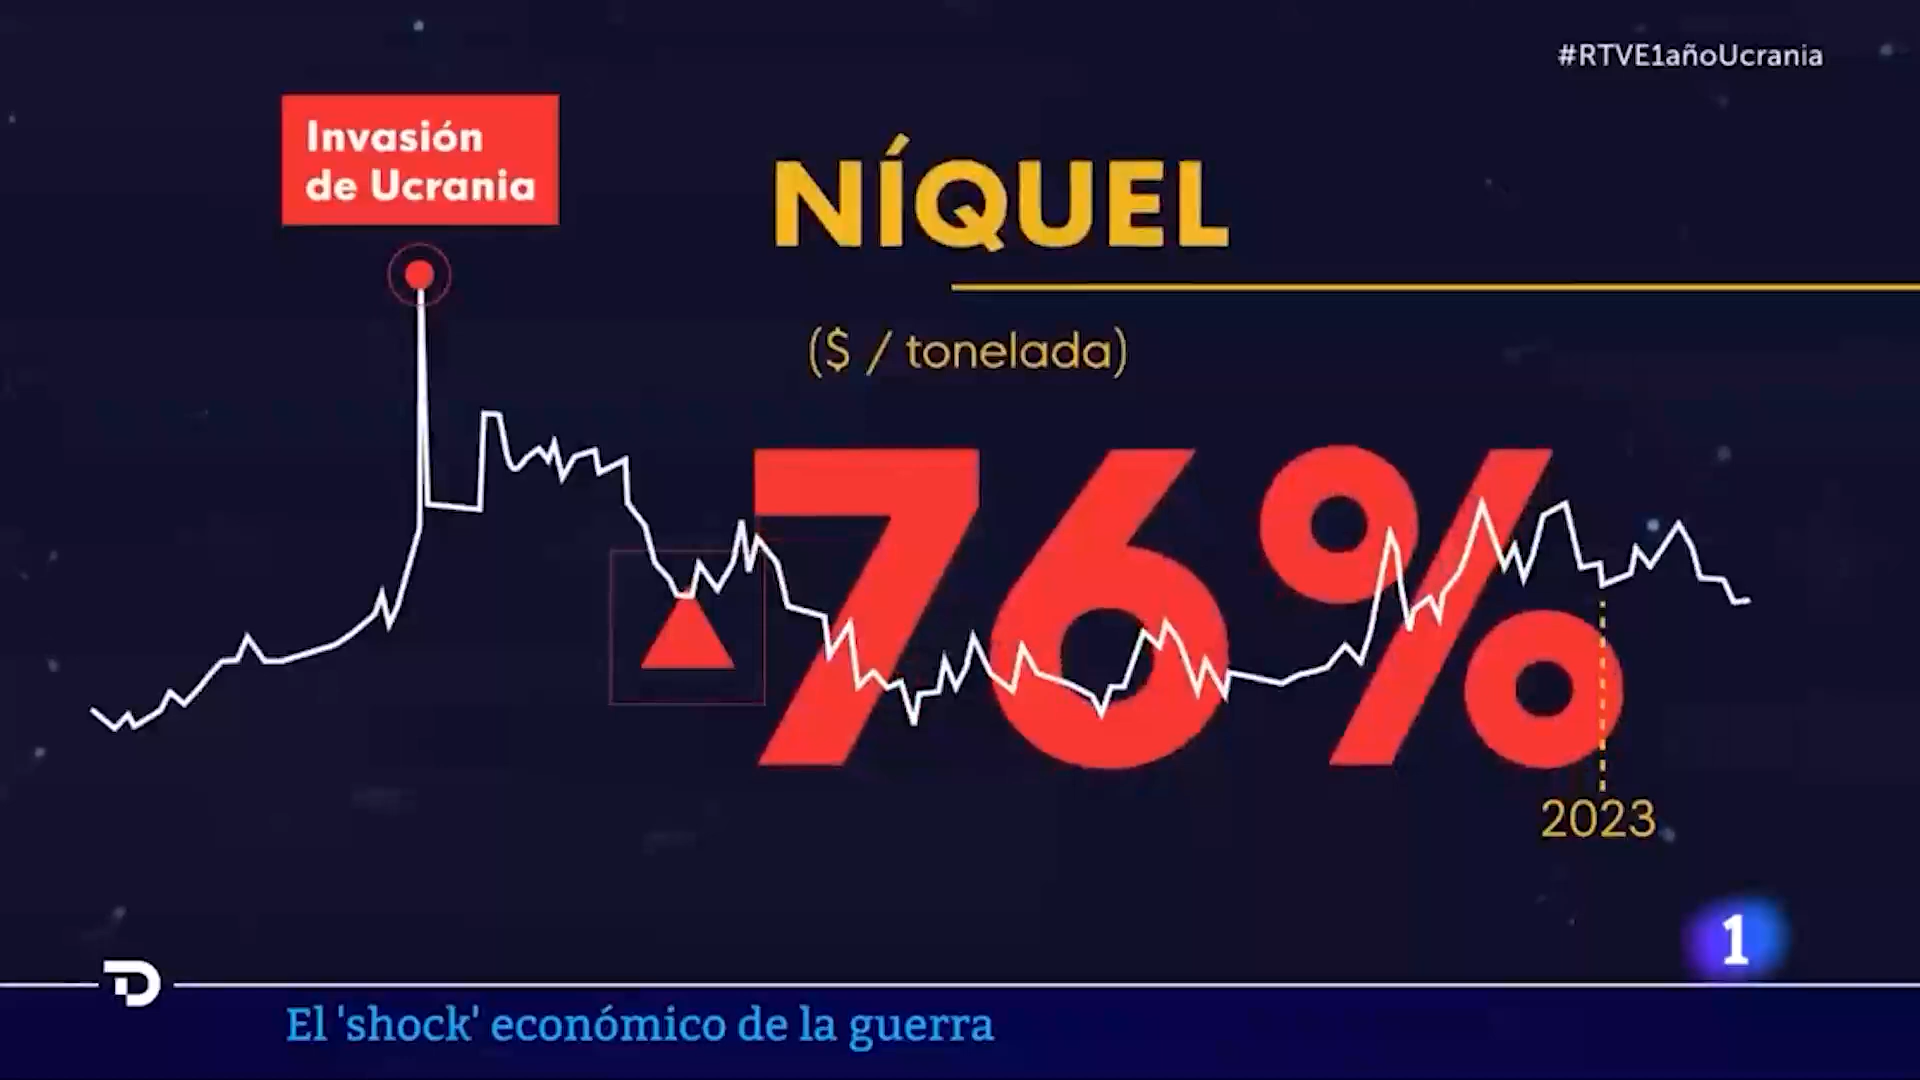 #RTVE1añoUcrania
Invasión
de Ucrania
NÍQUEL
($ / tonelada)
76%
2023
1
El 'shock' económico de la guerra